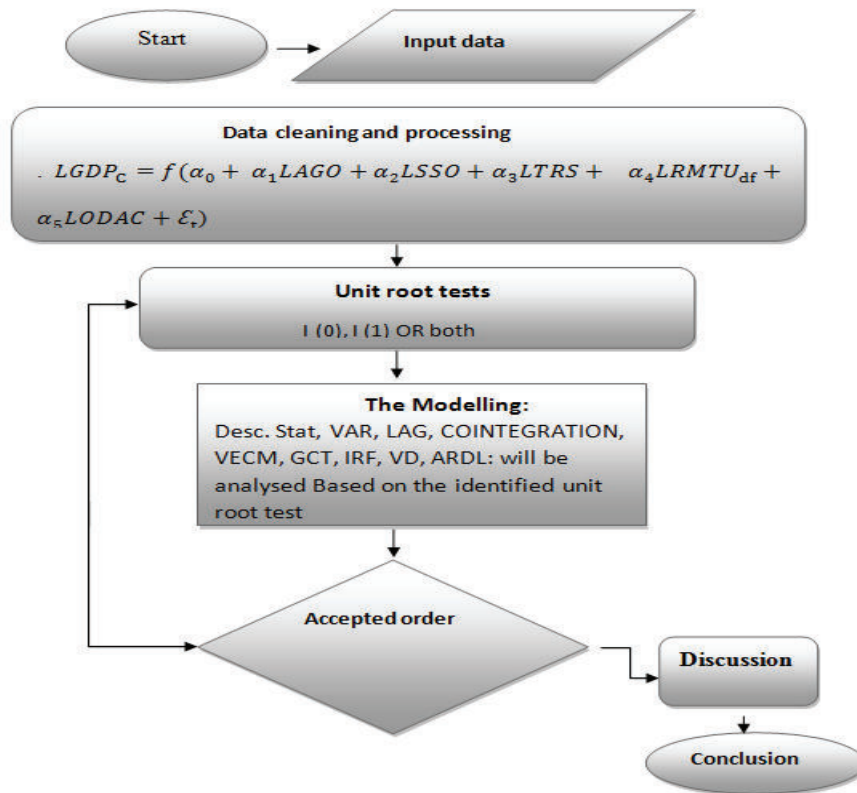 Start
Input data
Data cleaning and processing
. LGDP_C = f(α_0 + α_1LAGO + α_2LSSO + α_3LTRS + α_4LRMTU_df +
α_5LODAC + Ɛ_t)
Unit root tests
I (0), I (1) OR both
The Modelling:
Desc. Stat, VAR, LAG, COINTEGRATION,
VECM, GCT, IRF, VD, ARDL: will be
analysed Based on the identified unit
root test
Accepted order
Discussion
Conclusion